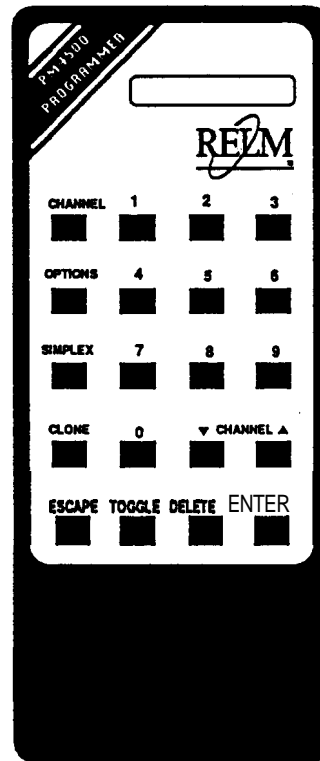 PM4500
PROGRAMMER
RELM
CHANNEL 1 2 3
OPTIONS 4 5 6
SIMPLEX 7 8 9
CLONE 0 ▼ CHANNEL ▲
ESCAPE TOGGLE DELETE ENTER